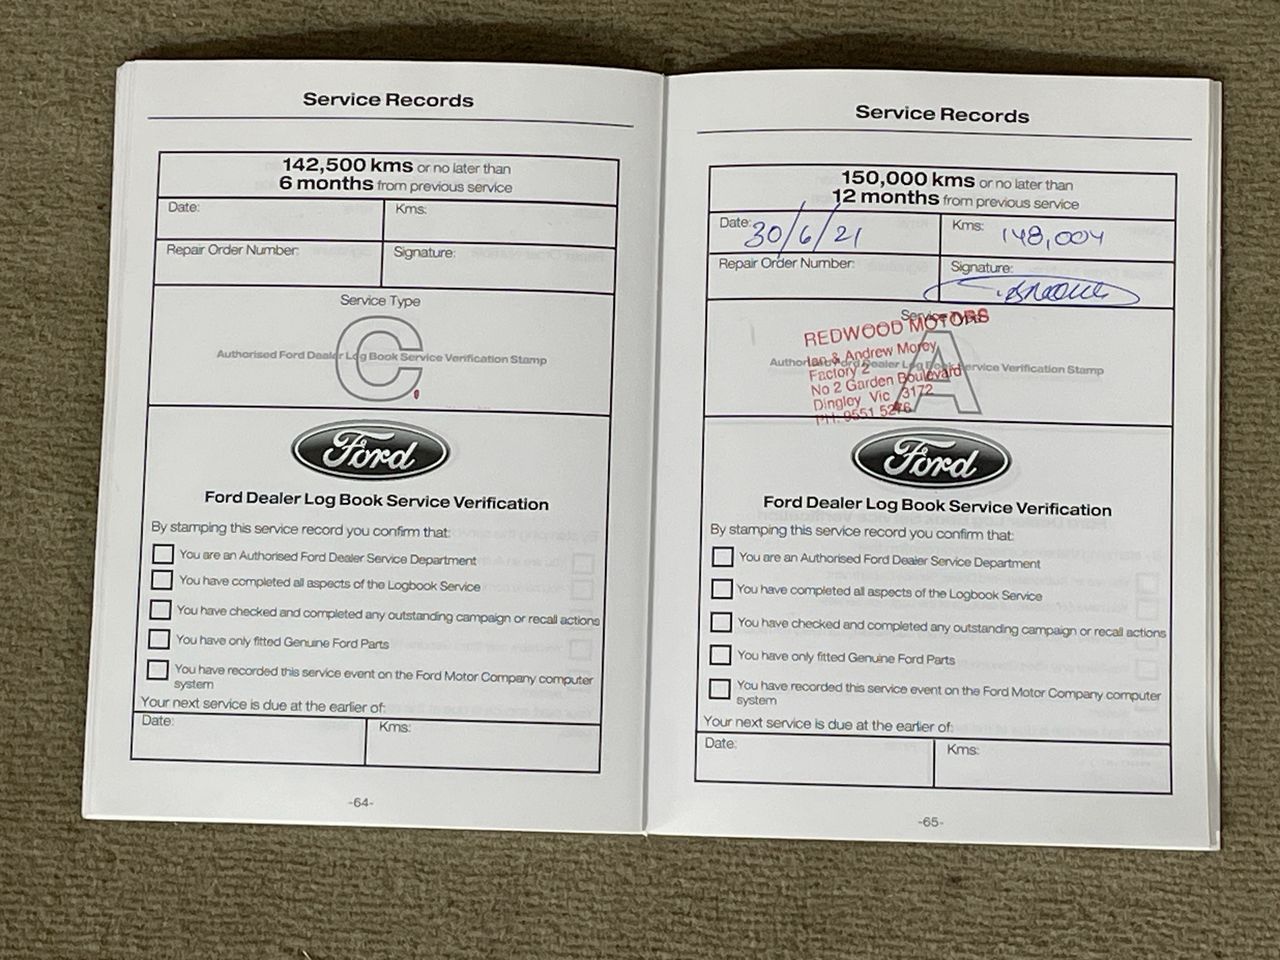 Service Records
142,500 kms or no later than
6 months from previous service
Date:
Kms:
Repair Order Number:
Signature:
Service Type
C
Authorised Ford Dealer Log Book Service Verification Stamp
Ford
Ford Dealer Log Book Service Verification
By stamping this service record you confirm that:
You are an Authorised Ford Dealer Service Department
You have completed all aspects of the Logbook Service
You have checked and completed any outstanding campaign or recall actions
You have only fitted Genuine Ford Parts
You have recorded this service event on the Ford Motor Company computer
system
Your next service is due at the earlier of:
Date:
Kms:
-64-
Service Records
150,000 kms or no later than
12 months from previous service
Date: 30/6/21
Kms: 148,004
Repair Order Number:
Signature:
Service Type
A
Authorised Ford Dealer Log Book Service Verification Stamp
REDWOOD MOTORS
Ian & Andrew Morey
Factory 2
No 2 Garden Boulevard
Dingley Vic 3172
PH: 9551 5276
Ford
Ford Dealer Log Book Service Verification
By stamping this service record you confirm that:
You are an Authorised Ford Dealer Service Department
You have completed all aspects of the Logbook Service
You have checked and completed any outstanding campaign or recall actions
You have only fitted Genuine Ford Parts
You have recorded this service event on the Ford Motor Company computer
system
Your next service is due at the earlier of:
Date:
Kms:
-65-